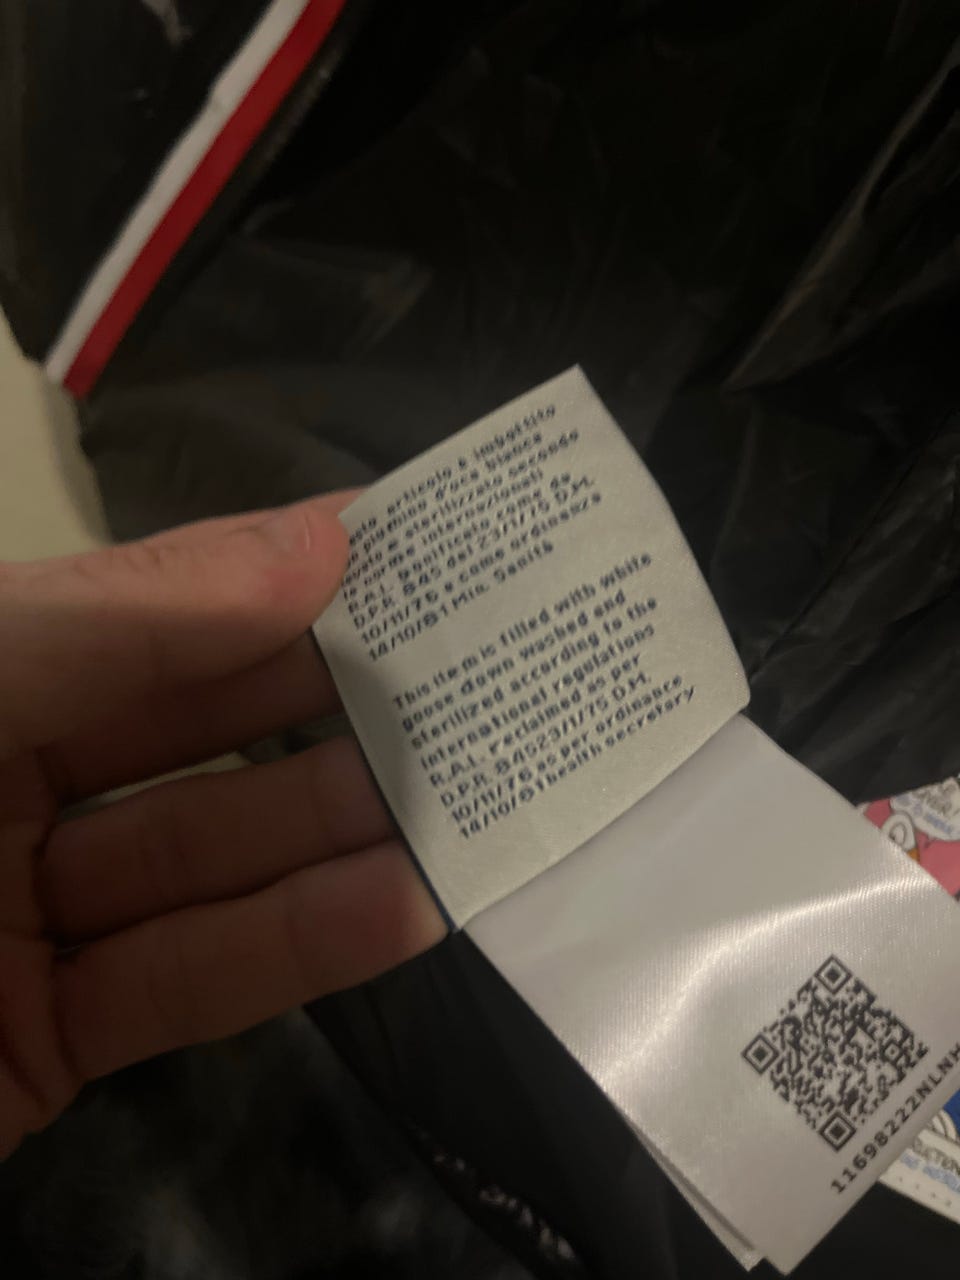 articolo è imbottito
piumino d'oca bianca
e sterilizzato secondo
le norme internazionali
R.A.L. bonificato come da
D.P.R. 845 del 23/1/75 D.M.
10/11/76 e come ordinanza
14/10/81 Min. Sanità
This item is filled with white
goose down washed and
sterilized according to the
international regulations
R.A.L. reclaimed as per
D.P.R. 84523/1/75 D.M.
10/11/76 as per ordinance
14/10/81 health secretary
11698222NLNH